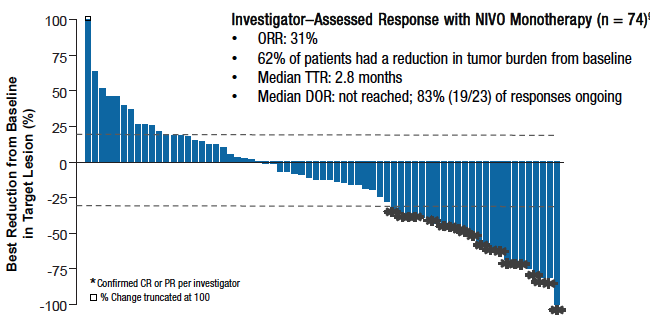 Investigator–Assessed Response with NIVO Monotherapy (n = 74)
• ORR: 31%
• 62% of patients had a reduction in tumor burden from baseline
• Median TTR: 2.8 months
• Median DOR: not reached; 83% (19/23) of responses ongoing
Best Reduction from Baseline
in Target Lesion (%)
100
75
50
25
0
-25
-50
-75
-100
* Confirmed CR or PR per investigator
% Change truncated at 100